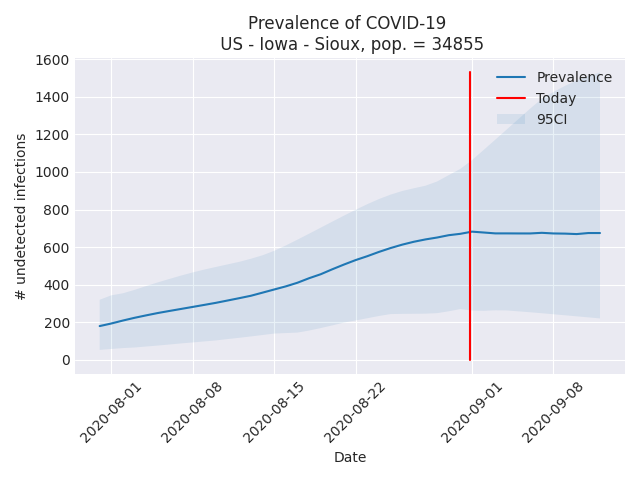 Prevalence of COVID-19
US - Iowa - Sioux, pop. = 34855
# undetected infections
1600
1400
1200
1000
800
600
400
200
0
Prevalence
Today
95CI
2020-08-01
2020-08-08
2020-08-15
2020-08-22
2020-09-01
2020-09-08
Date